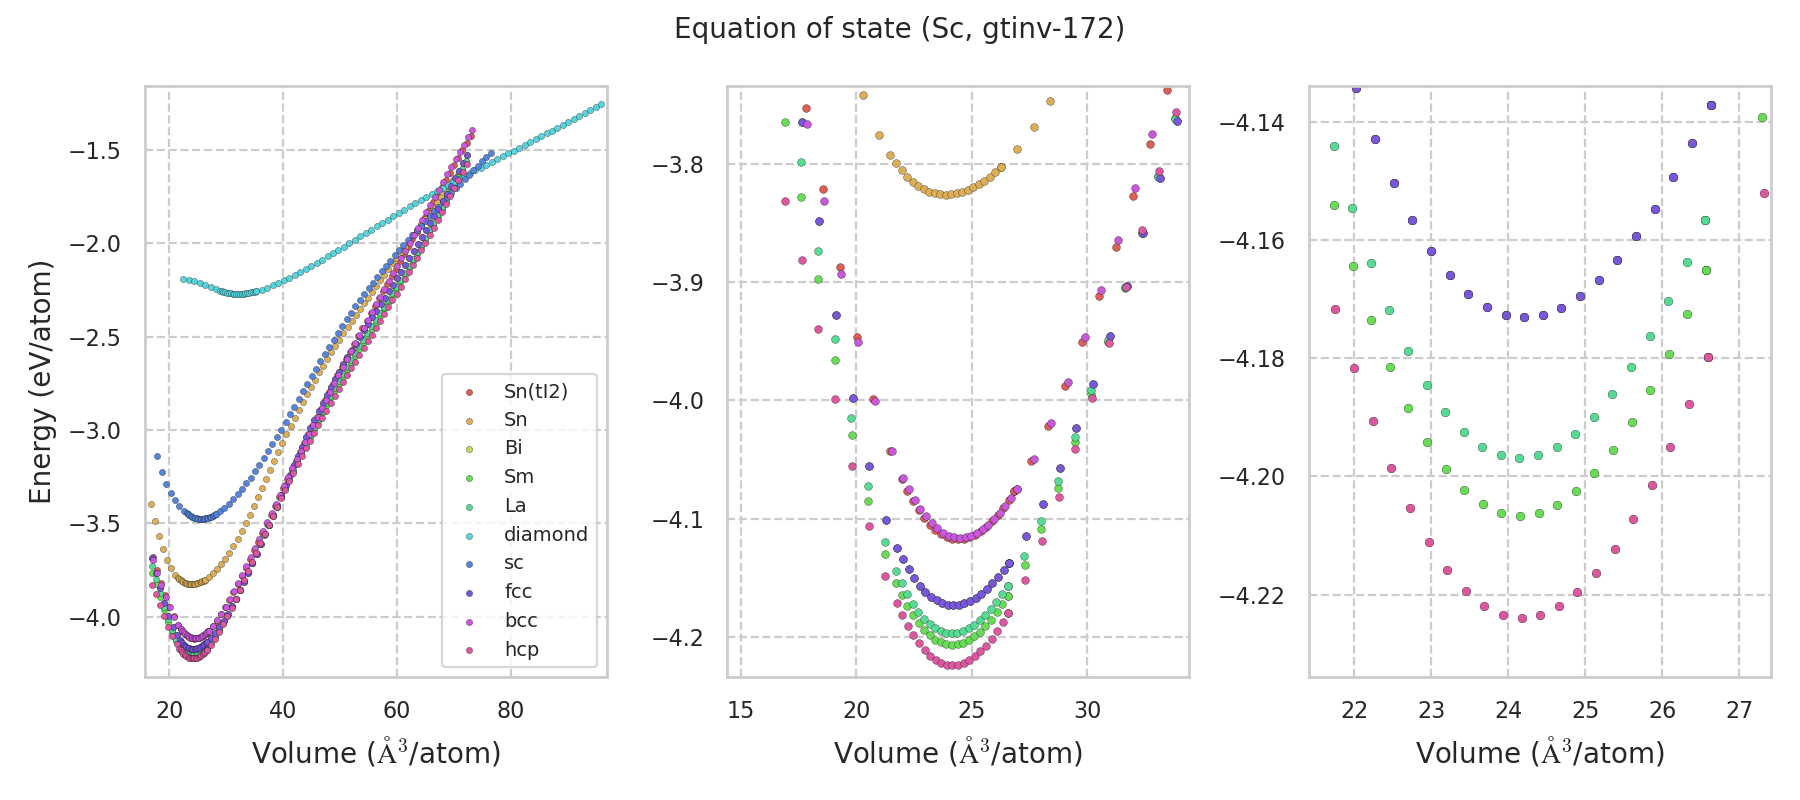 Equation of state (Sc, gtinv-172)
Energy (eV/atom)
−1.5
−2.0
−2.5
−3.0
−3.5
−4.0
20 40 60 80
Volume (Å³/atom)
Sn(tI2)
Sn
Bi
Sm
La
diamond
sc
fcc
bcc
hcp
−3.8
−3.9
−4.0
−4.1
−4.2
15 20 25 30
Volume (Å³/atom)
−4.14
−4.16
−4.18
−4.20
−4.22
22 23 24 25 26 27
Volume (Å³/atom)